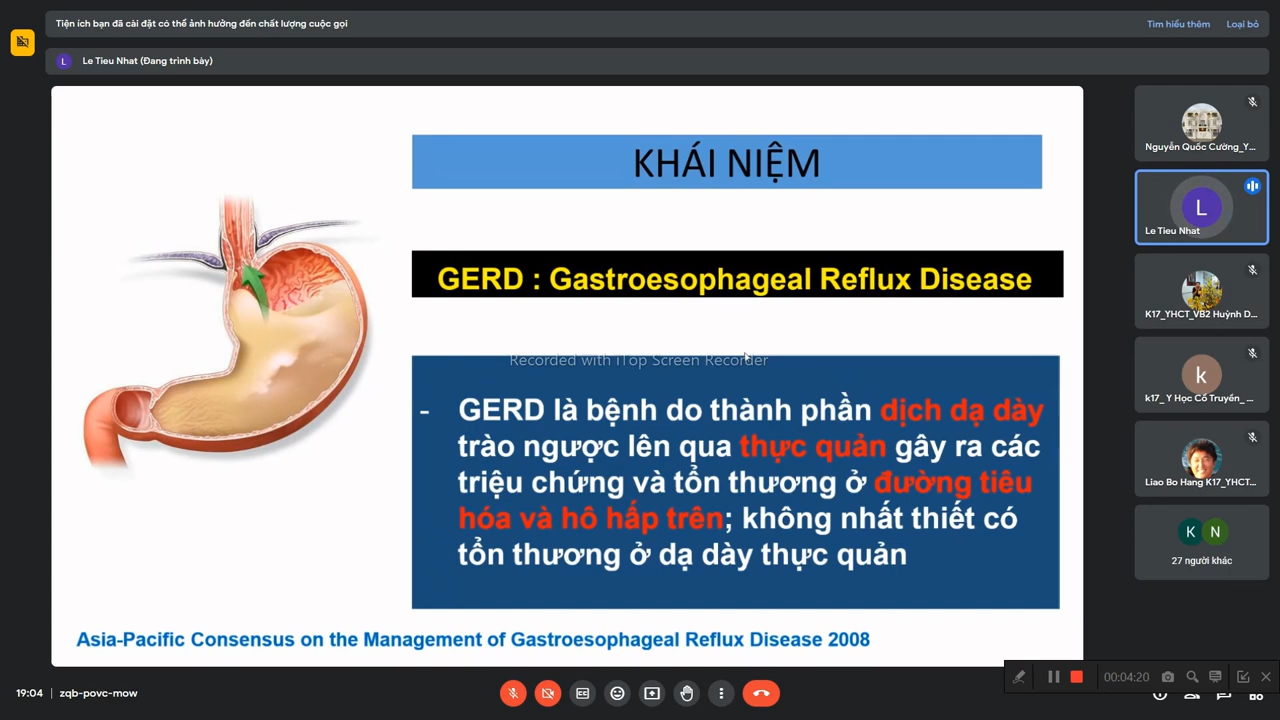 Tiện ích bạn đã cài đặt có thể ảnh hưởng đến chất lượng cuộc gọi
Tìm hiểu thêm
Loại bỏ
Le Tieu Nhat (Đang trình bày)
KHÁI NIỆM
GERD : Gastroesophageal Reflux Disease
Recorded with iTop Screen Recorder
- GERD là bệnh do thành phần dịch dạ dày
trào ngược lên qua thực quản gây ra các
triệu chứng và tổn thương ở đường tiêu
hóa và hô hấp trên; không nhất thiết có
tổn thương ở dạ dày thực quản
Asia-Pacific Consensus on the Management of Gastroesophageal Reflux Disease 2008
Nguyễn Quốc Cường_Y...
L
Le Tieu Nhat
K17_YHCT_VB2 Huỳnh D...
k
k17_ Y Học Cổ Truyền_ ...
Liao Bo Hang K17_YHCT...
K N
27 người khác
19:04 | zqb-povc-mow
00:04:20